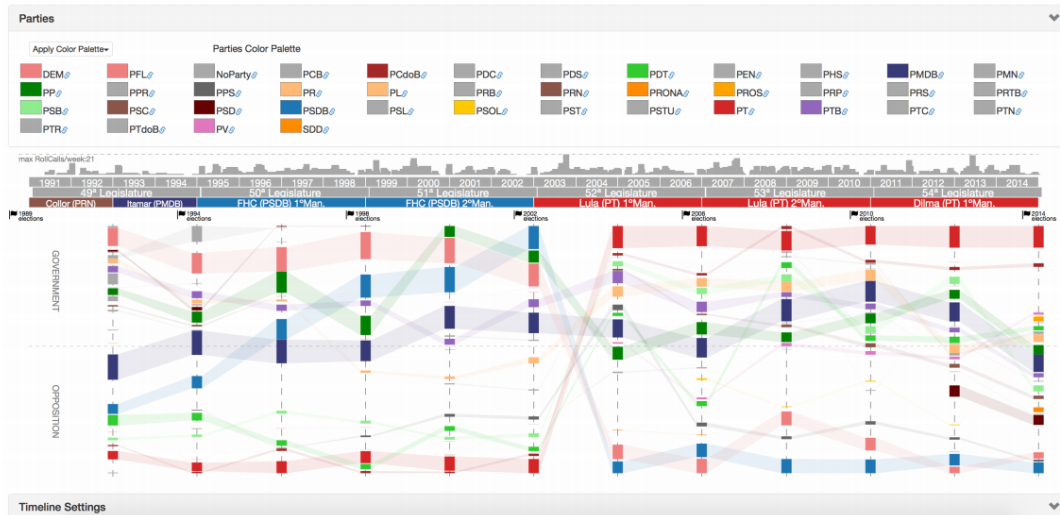 Parties
Apply Color Palette
Parties Color Palette
DEM PFL NoParty PCB PCdoB PDC PDS PDT PEN PHS PMDB PMN
PP PPR PPS PR PL PRB PRN PRONA PROS PRP PRS PRTB
PSB PSC PSD PSDB PSL PSOL PST PSTU PT PTB PTC PTN
PTR PTdoB PV SDD
max RollCalls/week:21
1991 1992 1993 1994 1995 1996 1997 1998 1999 2000 2001 2002 2003 2004 2005 2006 2007 2008 2009 2010 2011 2012 2013 2014
49ª Legislature 50ª Legislature 51ª Legislature 52ª Legislature 53ª Legislature 54ª Legislature
Collor (PRN) Itamar (PMDB) FHC (PSDB) 1ºMan. FHC (PSDB) 2ºMan. Lula (PT) 1ºMan. Lula (PT) 2ºMan. Dilma (PT) 1ºMan.
1989 1994 1998 2002 2006 2010 2014
elections elections elections elections elections elections elections
GOVERNMENT
OPPOSITION
Timeline Settings